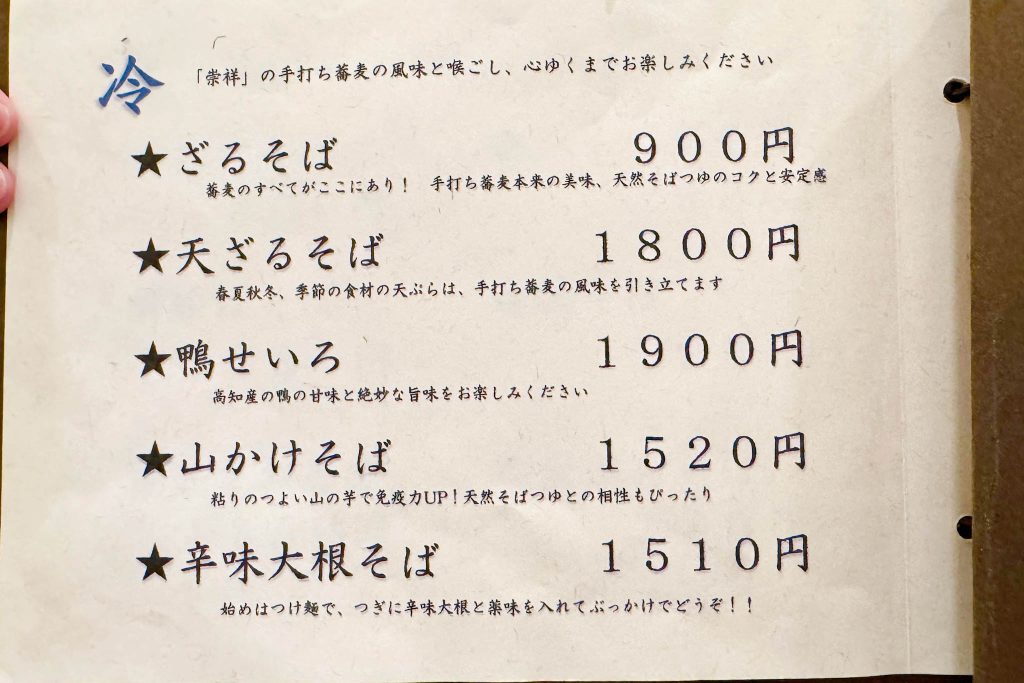 冷
「崇祥」の手打ち蕎麦の風味と喉ごし、心ゆくまでお楽しみください
★ざるそば ９００円
蕎麦のすべてがここにあり！ 手打ち蕎麦本来の美味、天然そばつゆのコクと安定感
★天ざるそば １８００円
春夏秋冬、季節の食材の天ぷらは、手打ち蕎麦の風味を引き立てます
★鴨せいろ １９００円
高知産の鴨の甘味と絶妙な旨味をお楽しみください
★山かけそば １５２０円
粘りのつよい山の芋で免疫力UP！天然そばつゆとの相性もぴったり
★辛味大根そば １５１０円
始めはつけ麺で、つぎに辛味大根と薬味を入れてぶっかけでどうぞ！！